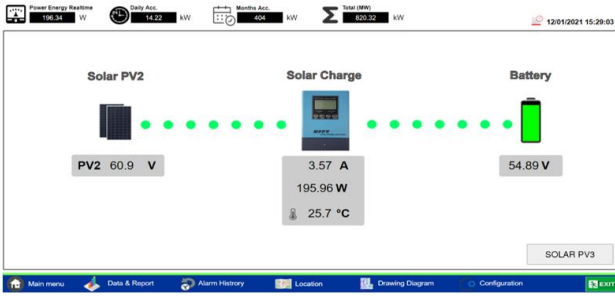 Power Energy Realtime
196.34 W
Daily Acc.
14.22 kW
Months Acc.
404 kW
Total (MW)
820.32 kW
12/01/2021 15:29:03
Solar PV2
Solar Charge
Battery
PV2 60.9 V
3.57 A
195.96 W
25.7 °C
54.89 V
SOLAR PV3
Main menu
Data & Report
Alarm Histrory
Location
Drawing Diagram
Configuration
EXIT